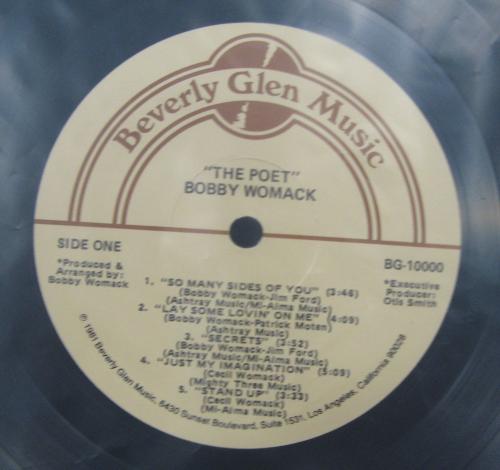 Beverly Glen Music
"THE POET"
BOBBY WOMACK
SIDE ONE
BG-10000
*Produced &
Arranged by:
Bobby Womack
*Executive
Producer:
Otis Smith
1. "SO MANY SIDES OF YOU" (3:46)
(Bobby Womack-Jim Ford)
(Ashtray Music/Mi-Alma Music)
2. "LAY SOME LOVIN' ON ME" (4:09)
(Bobby Womack-Patrick Moten)
(Ashtray Music)
3. "SECRETS" (3:52)
(Bobby Womack-Jim Ford)
(Ashtray Music/Mi-Alma Music)
4. "JUST MY IMAGINATION" (5:09)
(Cecil Womack)
(Mighty Three Music)
5. "STAND UP" (3:33)
(Cecil Womack)
(Mi-Alma Music)
℗ 1981 Beverly Glen Music, 6430 Sunset Boulevard, Suite 1531, Los Angeles, California 90028